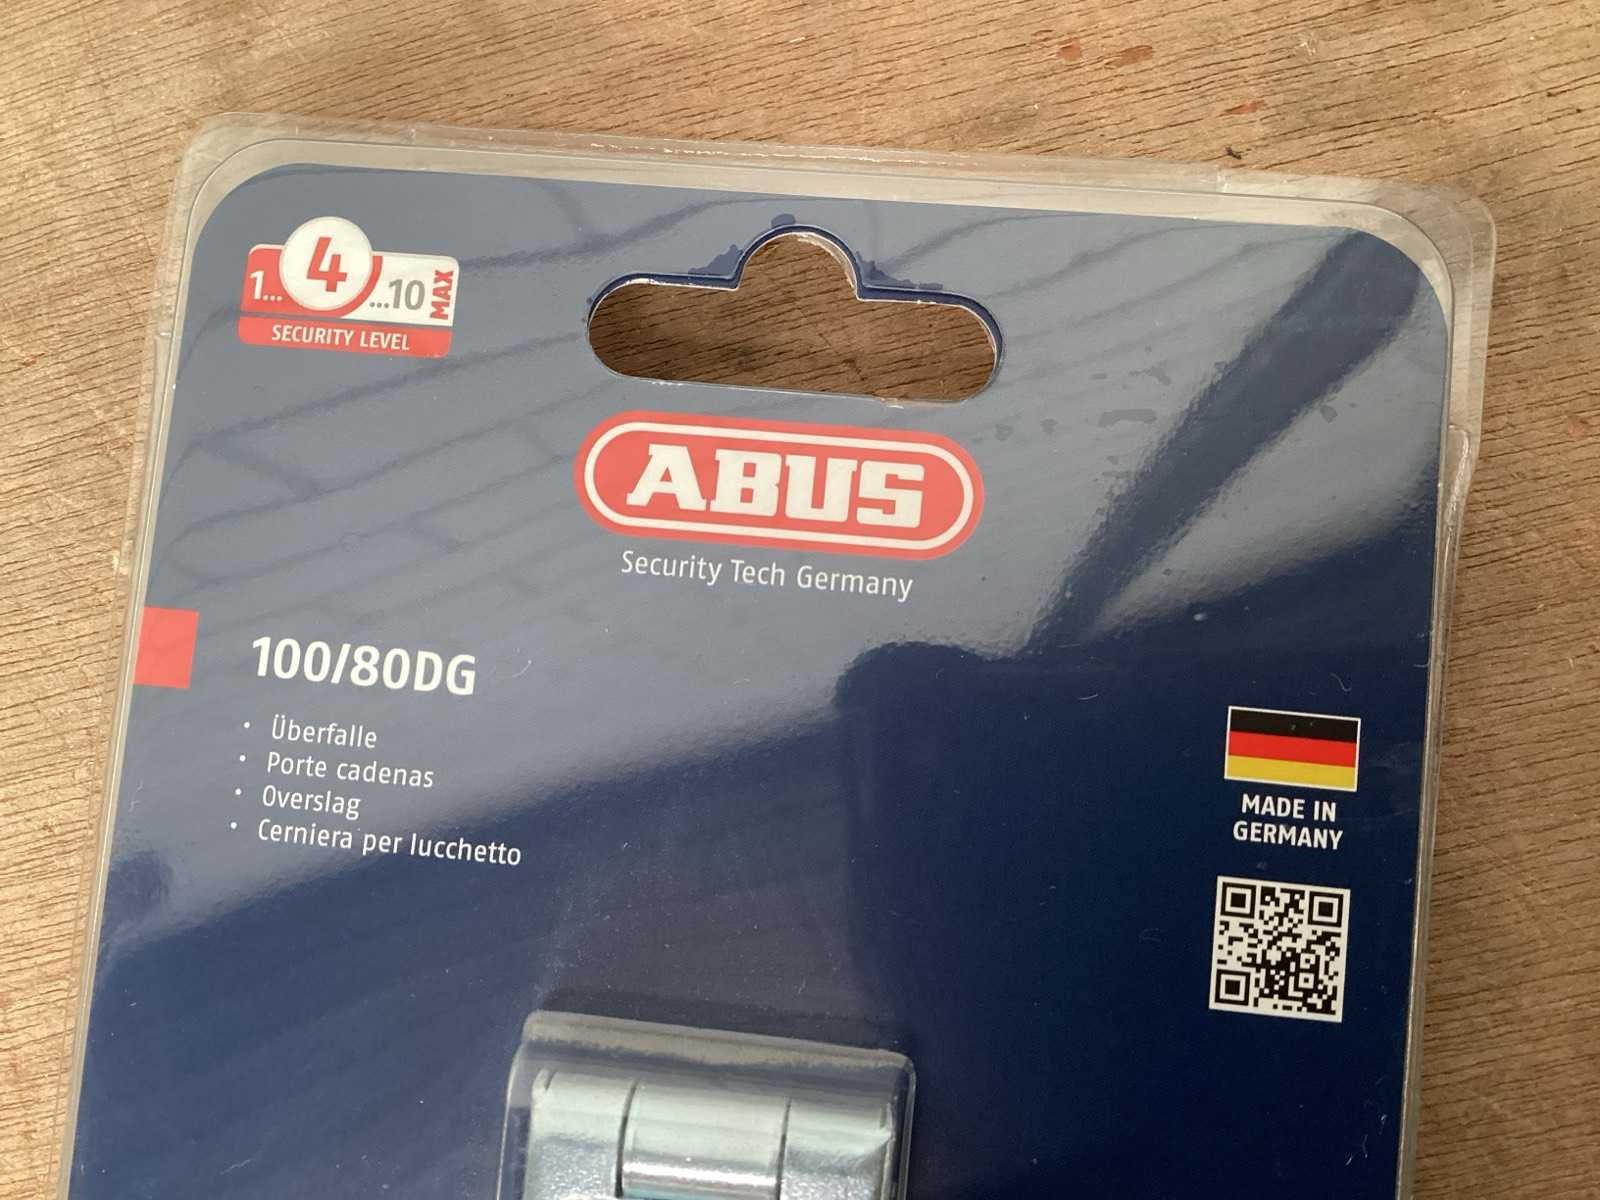 1... 4 ...10 MAX
SECURITY LEVEL
ABUS
Security Tech Germany
100/80DG
• Überfalle
• Porte cadenas
• Overslag
• Cerniera per lucchetto
MADE IN
GERMANY